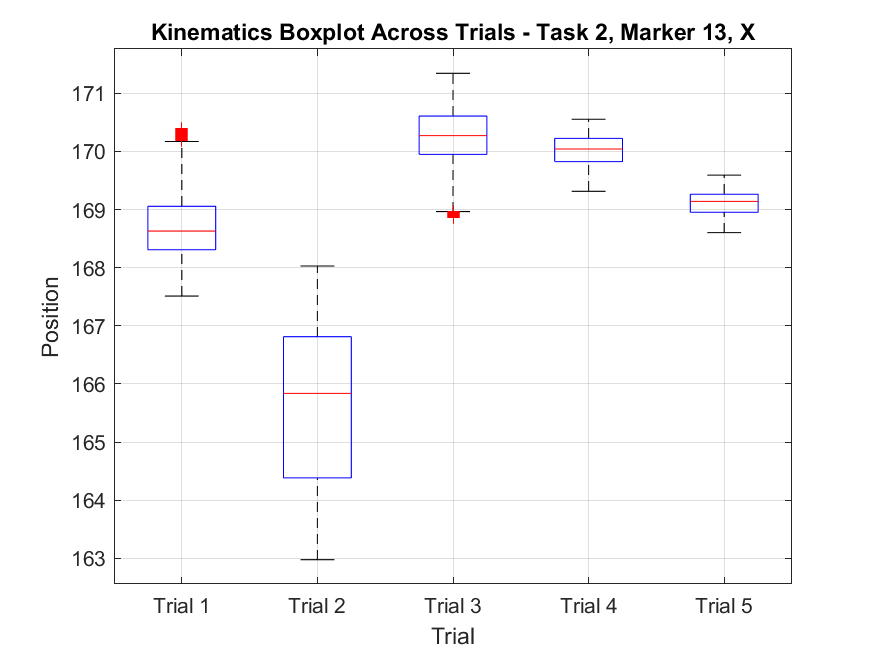 Kinematics Boxplot Across Trials - Task 2, Marker 13, X
171
170
169
168
167
166
165
164
163
Position
Trial 1 Trial 2 Trial 3 Trial 4 Trial 5
Trial